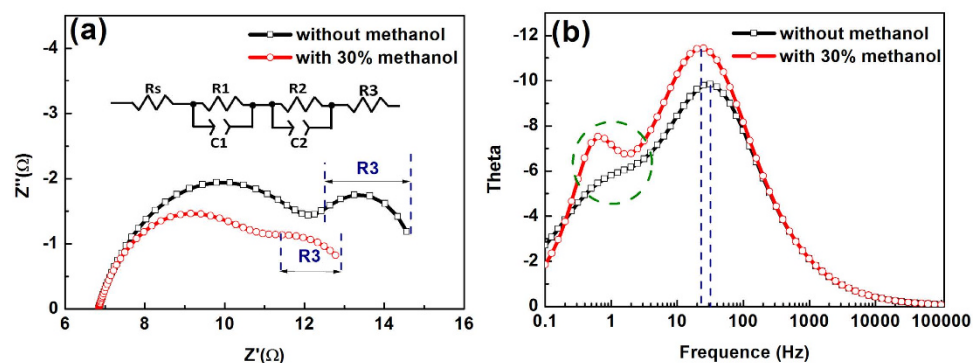 (a)
without methanol
with 30% methanol
Rs R1 R2 R3
C1 C2
R3
R3
Z''(Ω)
-4
-3
-2
-1
0
6 8 10 12 14 16
Z'(Ω)
(b)
without methanol
with 30% methanol
Theta
-12
-10
-8
-6
-4
-2
0
0.1 1 10 100 1000 10000 100000
Frequence (Hz)